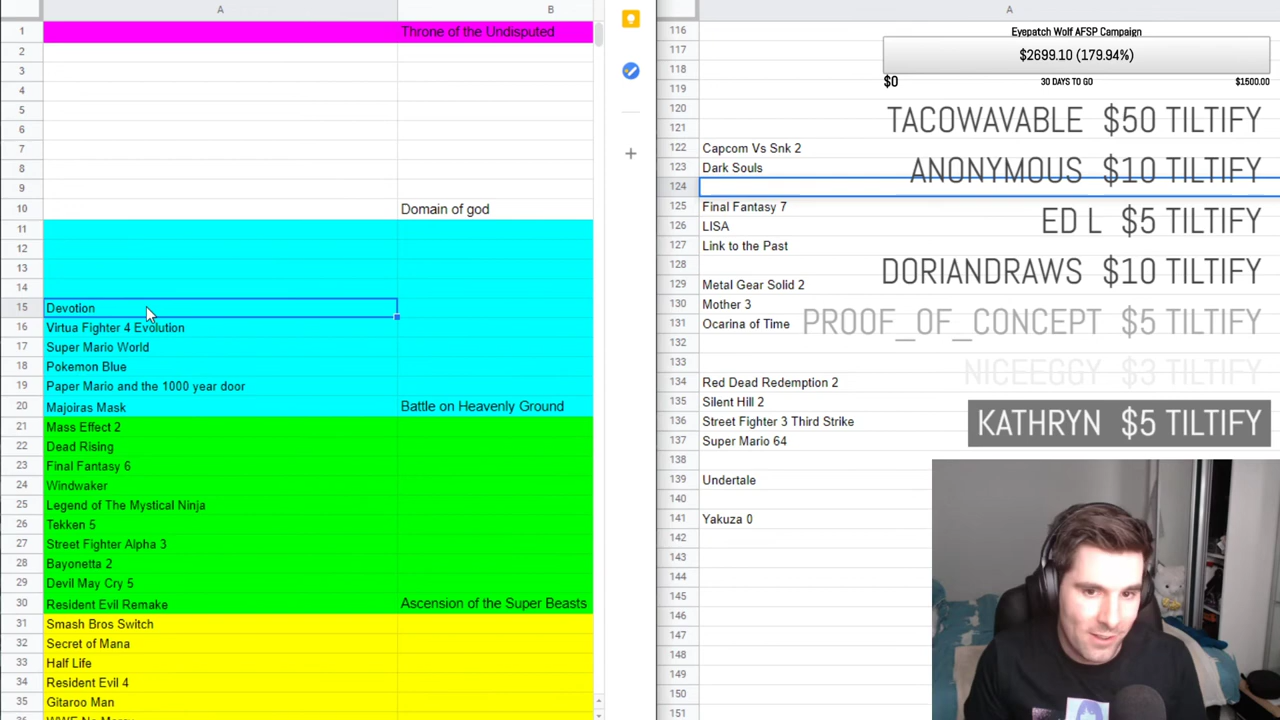 A
B
1 Throne of the Undisputed
2
3
4
5
6
7
8
9
10 Domain of god
11
12
13
14
15 Devotion
16 Virtua Fighter 4 Evolution
17 Super Mario World
18 Pokemon Blue
19 Paper Mario and the 1000 year door
20 Majoiras Mask Battle on Heavenly Ground
21 Mass Effect 2
22 Dead Rising
23 Final Fantasy 6
24 Windwaker
25 Legend of The Mystical Ninja
26 Tekken 5
27 Street Fighter Alpha 3
28 Bayonetta 2
29 Devil May Cry 5
30 Resident Evil Remake Ascension of the Super Beasts
31 Smash Bros Switch
32 Secret of Mana
33 Half Life
34 Resident Evil 4
35 Gitaroo Man
A
116
117
118
119
120
121
122 Capcom Vs Snk 2
123 Dark Souls
124
125 Final Fantasy 7
126 LISA
127 Link to the Past
128
129 Metal Gear Solid 2
130 Mother 3
131 Ocarina of Time
132
133
134 Red Dead Redemption 2
135 Silent Hill 2
136 Street Fighter 3 Third Strike
137 Super Mario 64
138
139 Undertale
140
141 Yakuza 0
142
143
144
145
146
147
148
149
150
151
Eyepatch Wolf AFSP Campaign
$2699.10 (179.94%)
$0 30 DAYS TO GO $1500.00
TACOWAVABLE $50 TILTIFY
ANONYMOUS $10 TILTIFY
ED L $5 TILTIFY
DORIANDRAWS $10 TILTIFY
PROOF_OF_CONCEPT $5 TILTIFY
NICEEGGY $3 TILTIFY
KATHRYN $5 TILTIFY